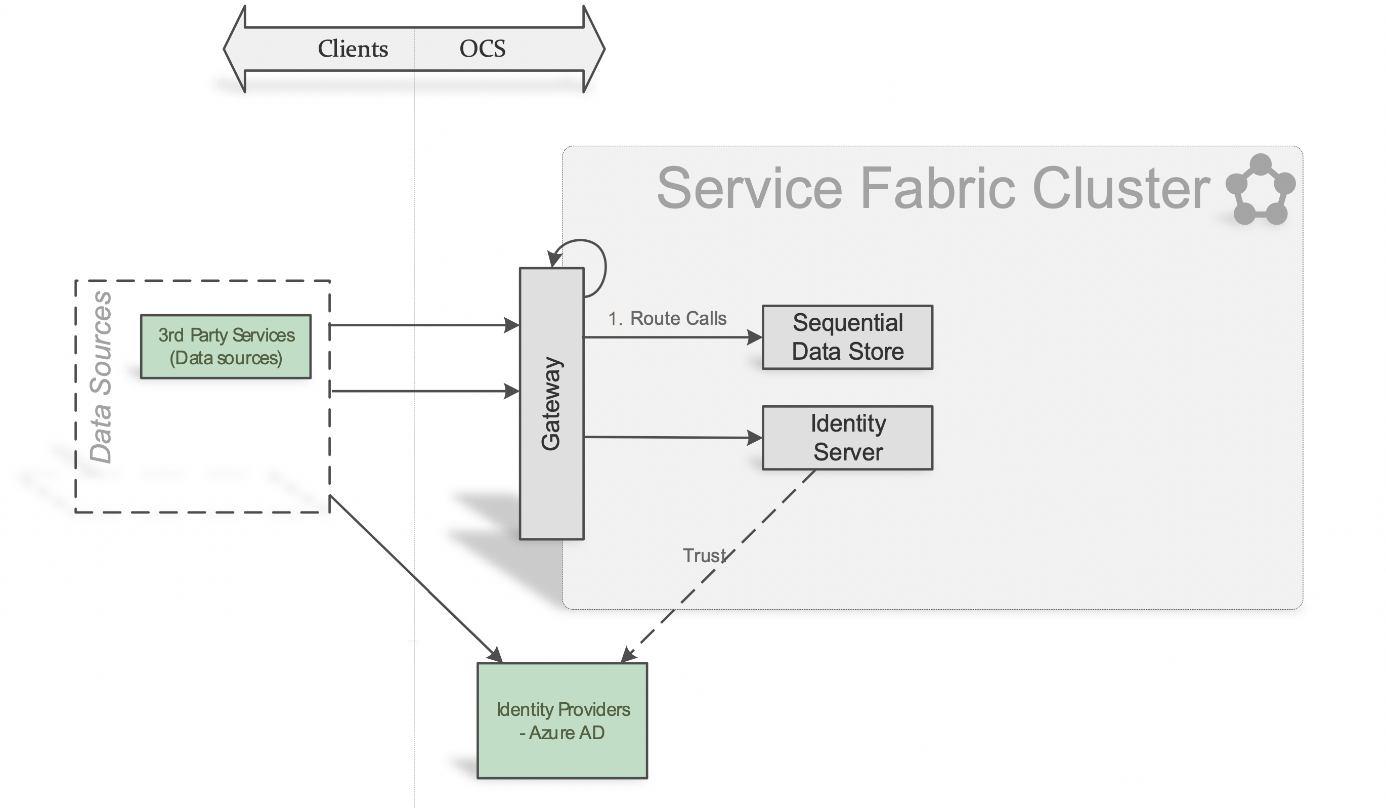 Clients
OCS
Service Fabric Cluster
Data Sources
3rd Party Services
(Data sources)
Gateway
1. Route Calls
Sequential
Data Store
Identity
Server
Trust
Identity Providers
- Azure AD